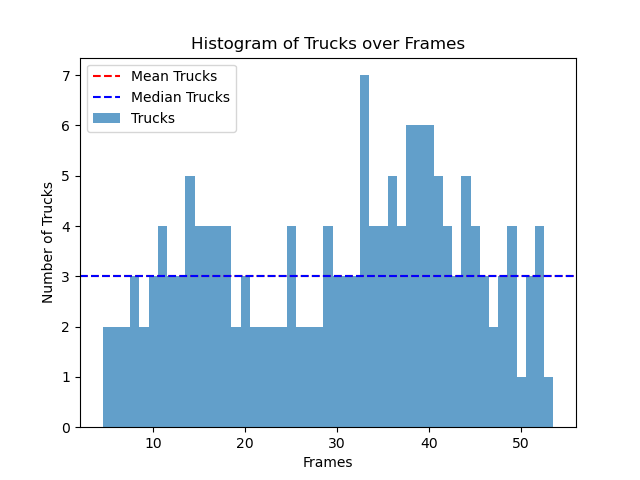 Histogram of Trucks over Frames
Mean Trucks
Median Trucks
Trucks
Number of Trucks
7
6
5
4
3
2
1
0
10 20 30 40 50
Frames